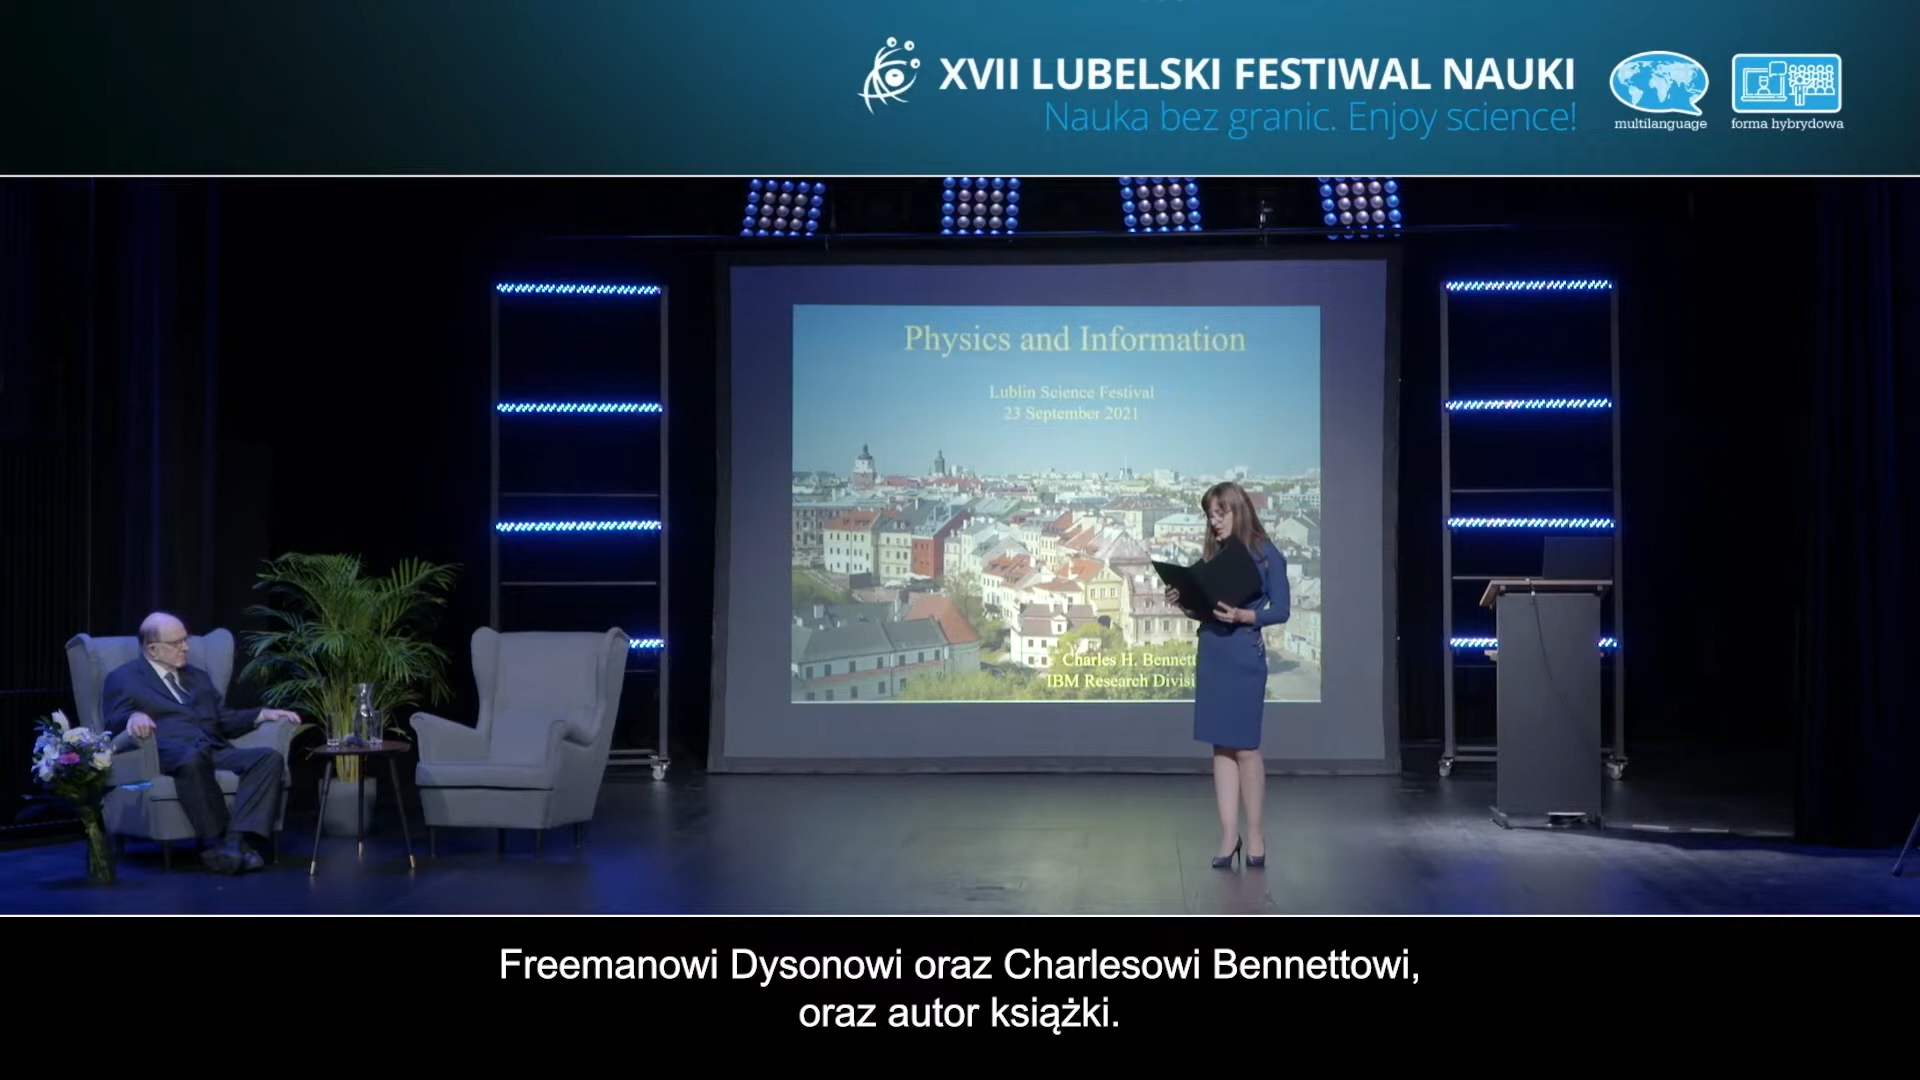 XVII LUBELSKI FESTIWAL NAUKI
Nauka bez granic. Enjoy science!
multilanguage
forma hybrydowa
Physics and Information
Lublin Science Festival
23 September 2021
Charles H. Bennett
IBM Research Divisi
Freemanowi Dysonowi oraz Charlesowi Bennettowi,
oraz autor książki.